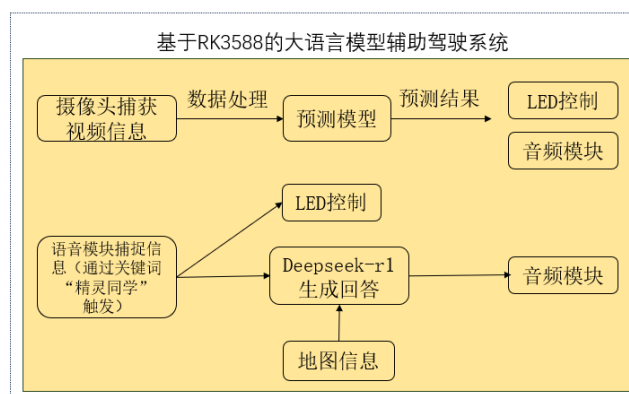 基于RK3588的大语言模型辅助驾驶系统
摄像头捕获
视频信息
数据处理
预测模型
预测结果
LED控制
音频模块
LED控制
语音模块捕捉信
息（通过关键词
“精灵同学”
触发）
Deepseek-r1
生成回答
音频模块
地图信息